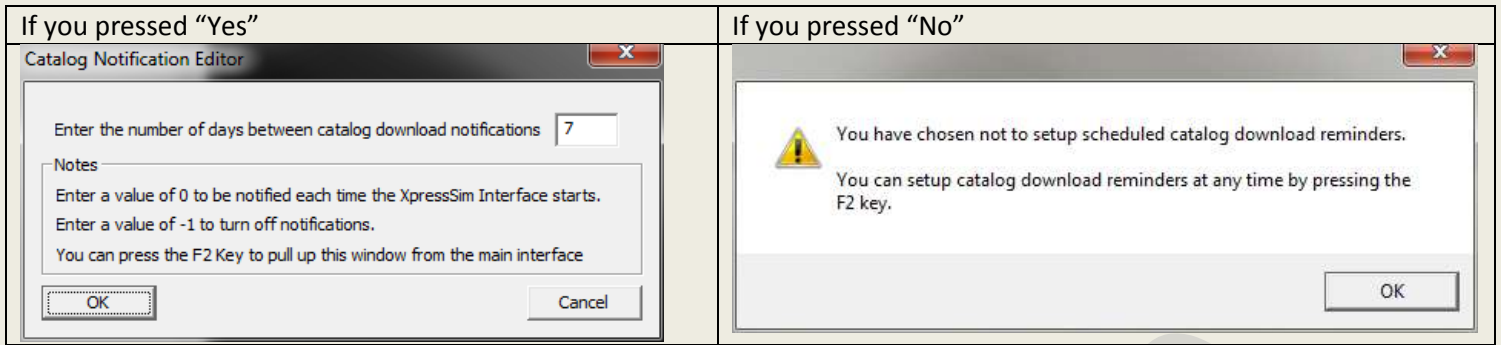 If you pressed “Yes”
Catalog Notification Editor
Enter the number of days between catalog download notifications 7
Notes
Enter a value of 0 to be notified each time the XpressSim Interface starts.
Enter a value of -1 to turn off notifications.
You can press the F2 Key to pull up this window from the main interface
OK Cancel
If you pressed “No”
You have chosen not to setup scheduled catalog download reminders.
You can setup catalog download reminders at any time by pressing the
F2 key.
OK